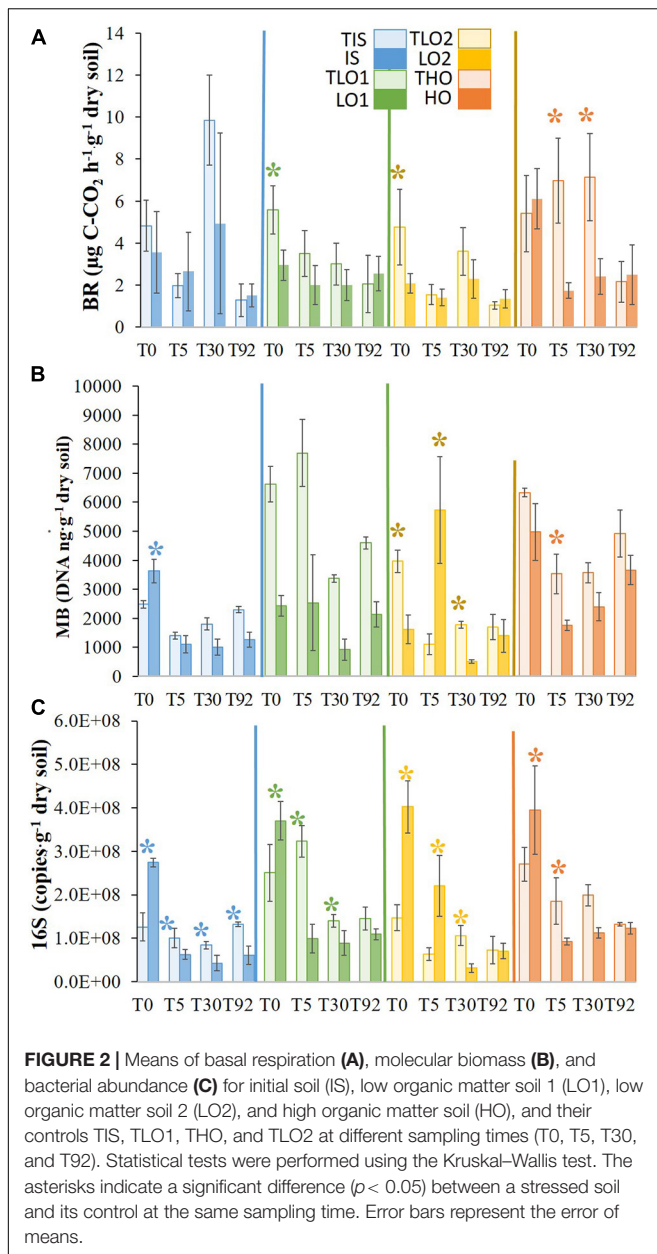 A
14
12
10
8
6
4
2
0
BR (µg C-CO₂ h⁻¹·g⁻¹ dry soil)
TIS
IS
TLO1
LO1
TLO2
LO2
THO
HO
*
*
*
*
T0 T5 T30 T92 T0 T5 T30 T92 T0 T5 T30 T92 T0 T5 T30 T92
B
10000
9000
8000
7000
6000
5000
4000
3000
2000
1000
0
MB (DNA ng·g⁻¹ dry soil)
*
*
*
*
*
T0 T5 T30 T92 T0 T5 T30 T92 T0 T5 T30 T92 T0 T5 T30 T92
C
6.0E+08
5.0E+08
4.0E+08
3.0E+08
2.0E+08
1.0E+08
0.0E+00
16S (copies·g⁻¹ dry soil)
*
*
*
*
*
*
*
*
*
*
*
*
T0 T5 T30 T92 T0 T5 T30 T92 T0 T5 T30 T92 T0 T5 T30 T92
FIGURE 2 | Means of basal respiration (A), molecular biomass (B), and
bacterial abundance (C) for initial soil (IS), low organic matter soil 1 (LO1), low
organic matter soil 2 (LO2), and high organic matter soil (HO), and their
controls TIS, TLO1, THO, and TLO2 at different sampling times (T0, T5, T30,
and T92). Statistical tests were performed using the Kruskal–Wallis test. The
asterisks indicate a significant difference (p< 0.05) between a stressed soil
and its control at the same sampling time. Error bars represent the error of
means.